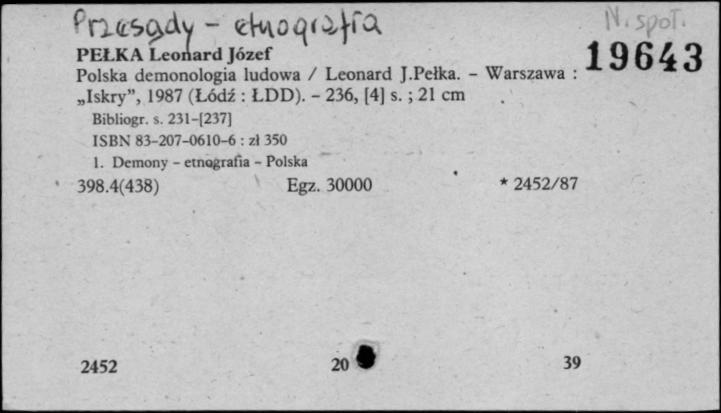 Przesądy - etnografia
N. społ.
PEŁKA Leonard Józef
19643
Polska demonologia ludowa / Leonard J.Pełka. – Warszawa :
„Iskry”, 1987 (Łódź : ŁDD). – 236, [4] s. ; 21 cm
Bibliogr. s. 231–[237]
ISBN 83-207-0610-6 : zł 350
1. Demony – etnografia – Polska
398.4(438) Egz. 30000 * 2452/87
2452 20 39